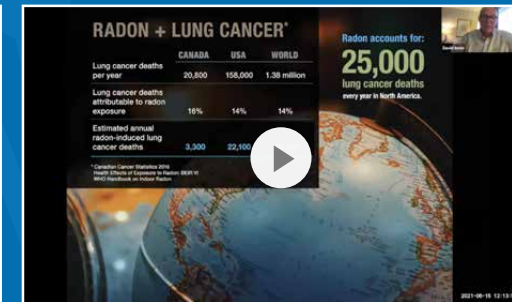 RADON + LUNG CANCER*
CANADA USA WORLD
Lung cancer deaths
per year 20,800 158,000 1.38 million
Lung cancer deaths
attributable to radon
exposure 16% 14% 14%
Estimated annual
radon-induced lung
cancer deaths 3,300 22,100
* Canadian Cancer Statistics 2016
Health Effects of Exposure to Radon: BEIR VI
WHO Handbook on Indoor Radon
Radon accounts for:
25,000
lung cancer deaths
every year in North America.
David